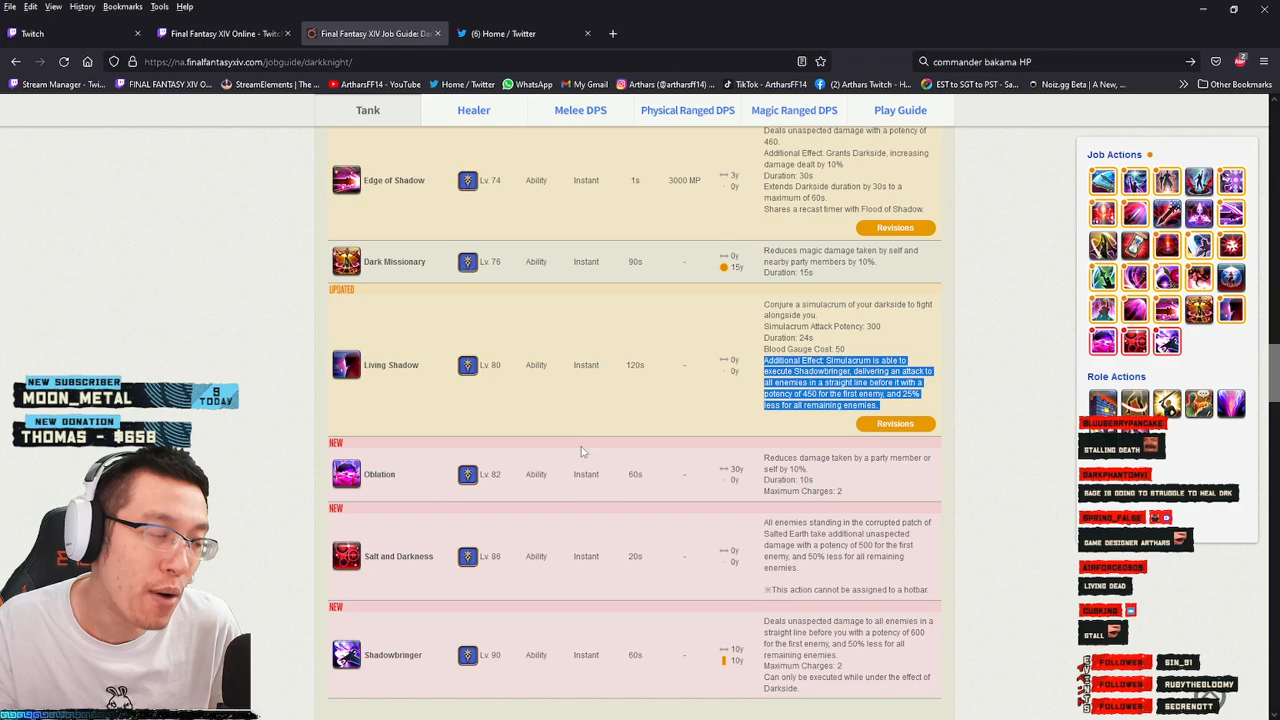 File Edit View History Bookmarks Tools Help
Twitch
Final Fantasy XIV Online - Twitch
Final Fantasy XIV Job Guide: Dar
(6) Home / Twitter
https://na.finalfantasyxiv.com/jobguide/darkknight/
commander bakama HP
Stream Manager - Twi...
ArtharsFF14 - YouTube
Home / Twitter
WhatsApp
My Gmail
Arthars (@artharsff14)...
TikTok - ArtharsFF14
(2) Arthars Twitch - H...
EST to SGT to PST - Sa...
Noiz.gg Beta | A New, ...
Other Bookmarks
Tank
Healer
Melee DPS
Physical Ranged DPS
Magic Ranged DPS
Play Guide
Edge of Shadow Lv. 74 Ability Instant 1s 3000 MP 3y
0y
Deals unaspected damage with a potency of
460.
Additional Effect: Grants Darkside, increasing
damage dealt by 10%
Duration: 30s
Extends Darkside duration by 30s to a
maximum of 60s.
Shares a recast timer with Flood of Shadow.
Revisions
Dark Missionary Lv. 76 Ability Instant 90s - 0y
15y
Reduces magic damage taken by self and
nearby party members by 10%.
Duration: 15s
UPDATED
Living Shadow Lv. 80 Ability Instant 120s - 0y
0y
Conjure a simulacrum of your darkside to fight
alongside you.
Simulacrum Attack Potency: 300
Duration: 24s
Blood Gauge Cost: 50
Additional Effect: Simulacrum is able to
execute Shadowbringer, delivering an attack to
all enemies in a straight line before it with a
potency of 450 for the first enemy, and 25%
less for all remaining enemies.
Revisions
NEW
Oblation Lv. 82 Ability Instant 60s - 30y
0y
Reduces damage taken by a party member or
self by 10%.
Duration: 10s
Maximum Charges: 2
NEW
Salt and Darkness Lv. 86 Ability Instant 20s - 0y
0y
All enemies standing in the corrupted patch of
Salted Earth take additional unaspected
damage with a potency of 500 for the first
enemy, and 50% less for all remaining
enemies.
※This action cannot be assigned to a hotbar.
NEW
Shadowbringer Lv. 90 Ability Instant 60s - 10y
10y
Deals unaspected damage to all enemies in a
straight line before you with a potency of 600
for the first enemy, and 50% less for all
remaining enemies.
Maximum Charges: 2
Can only be executed while under the effect of
Darkside.
Job Actions
Role Actions
NEW SUBSCRIBER
MOON_METAL
9
TODAY
NEW DONATION
THOMAS - $658
BLUUBERRYPANCAKE
STALLING DEATH
DARKPHANTOMVI
SAGE IS GOING TO STRUGGLE TO HEAL DRK
SPRING_FALSE
GAME DESIGNER ARTHARS
LIVING DEAD
CUBKING
STALL
EVENTS
FOLLOWER SIN_91
FOLLOWER RUBYTHEBLOOMY
FOLLOWER SECRENOTT